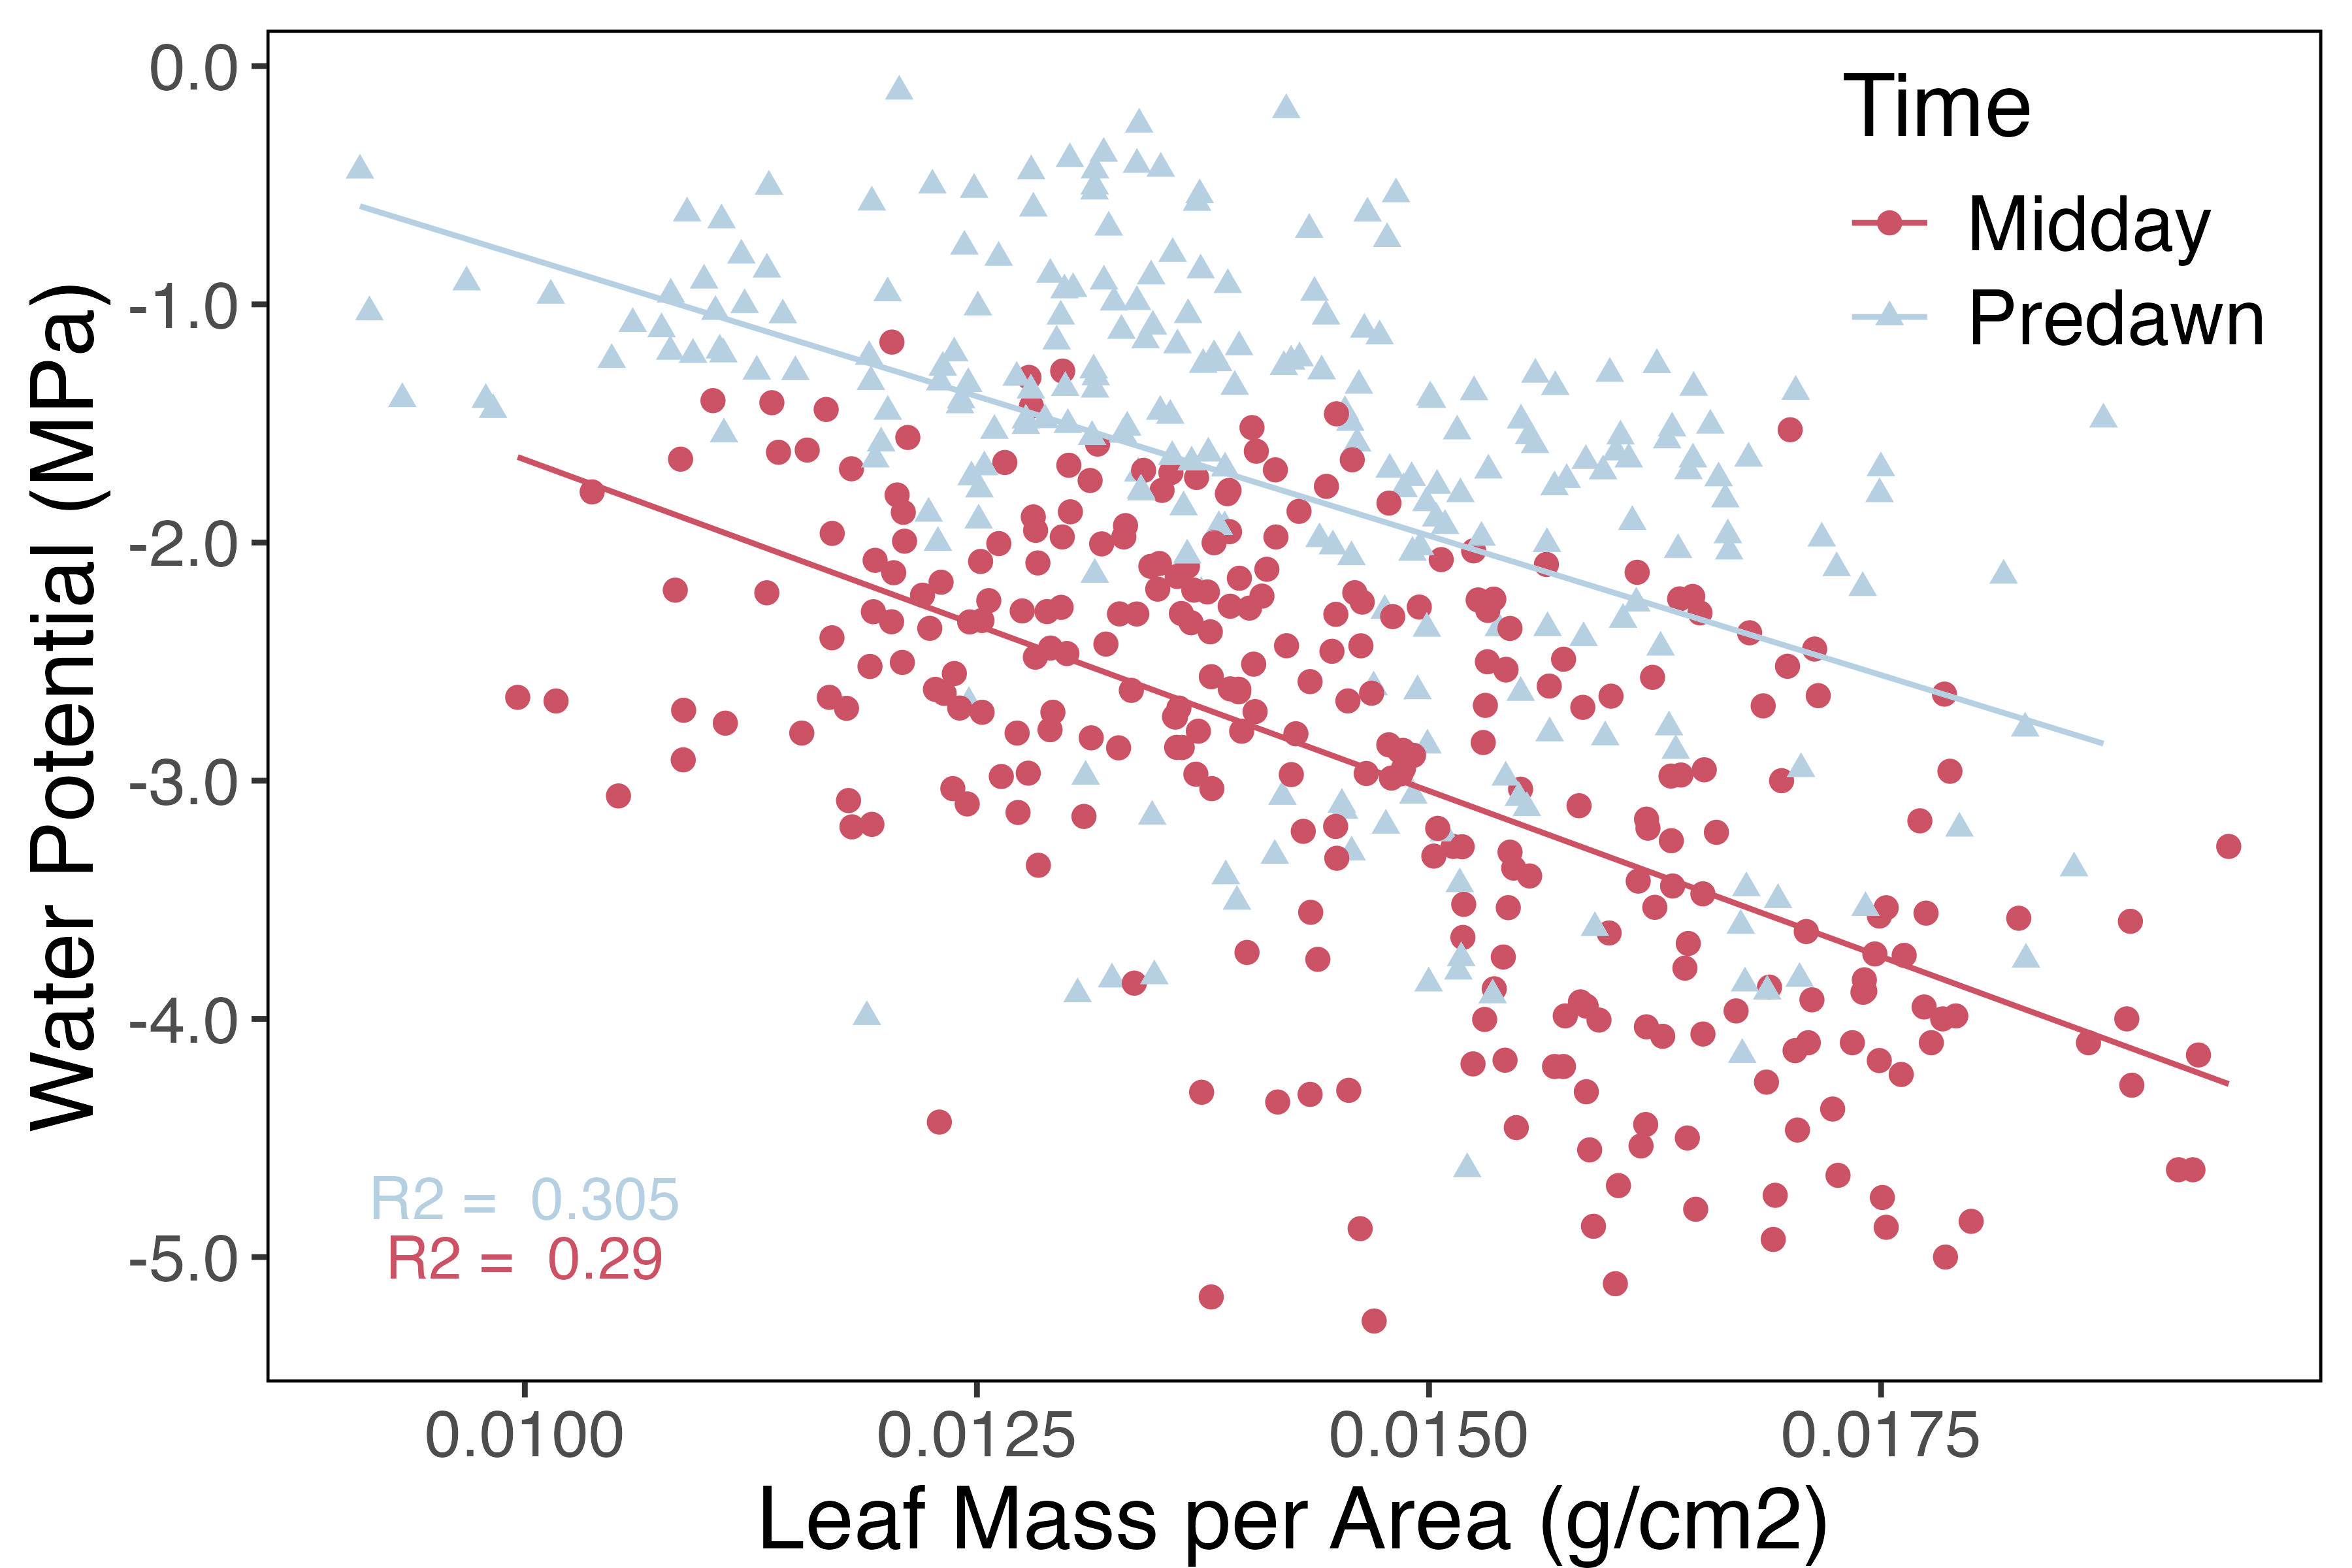 Water Potential (MPa)
0.0
-1.0
-2.0
-3.0
-4.0
-5.0
Time
Midday
Predawn
R2 = 0.305
R2 = 0.29
0.0100
0.0125
0.0150
0.0175
Leaf Mass per Area (g/cm2)